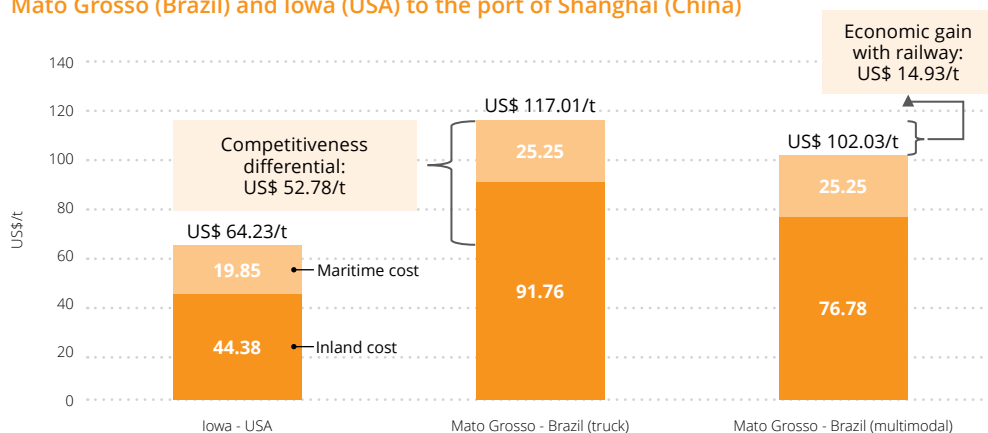 Mato Grosso (Brazil) and Iowa (USA) to the port of Shanghai (China)
Economic gain
with railway:
US$ 14.93/t
140
120
100
80
60
40
20
0
US$/t
Competitiveness
differential:
US$ 52.78/t
US$ 64.23/t
19.85
Maritime cost
44.38
Inland cost
US$ 117.01/t
25.25
91.76
US$ 102.03/t
25.25
76.78
Iowa - USA
Mato Grosso - Brazil (truck)
Mato Grosso - Brazil (multimodal)